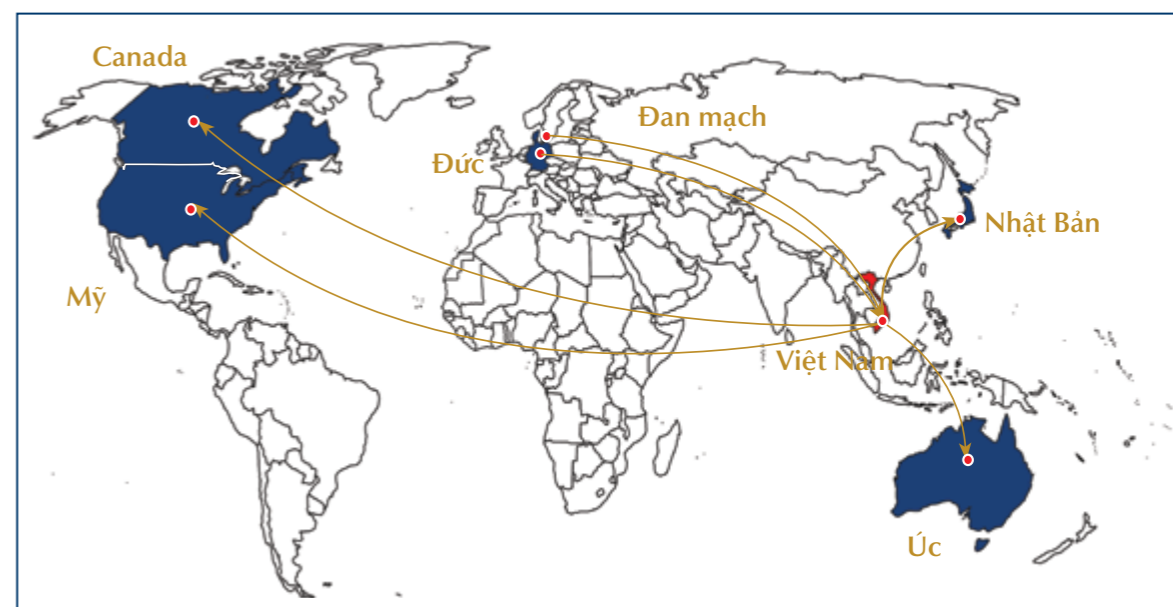 Canada
Đan mạch
Đức
Nhật Bản
Mỹ
Việt Nam
Úc